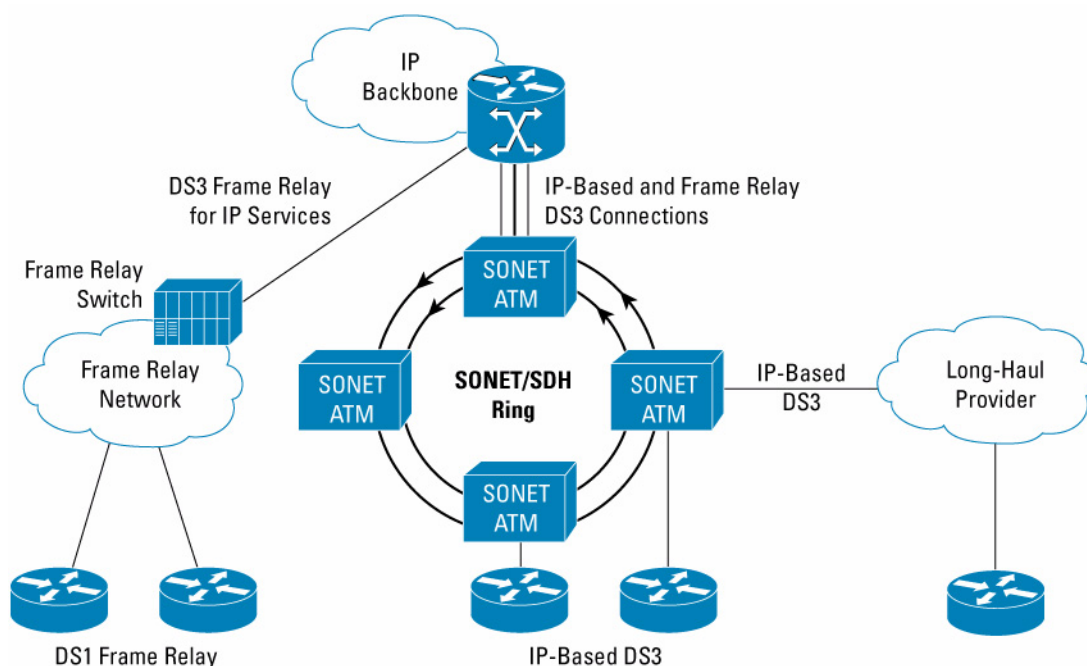 IP
Backbone
DS3 Frame Relay
for IP Services
IP-Based and Frame Relay
DS3 Connections
Frame Relay
Switch
SONET
ATM
Frame Relay
Network
SONET
ATM
SONET/SDH
Ring
SONET
ATM
IP-Based
DS3
Long-Haul
Provider
SONET
ATM
DS1 Frame Relay
IP-Based DS3